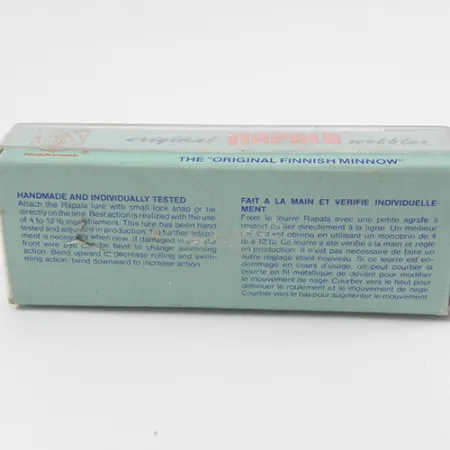 original RAPALA wobbler
Normark
THE "ORIGINAL FINNISH MINNOW"
HANDMADE AND INDIVIDUALLY TESTED
Attach the Rapala lure with small lock snap or tie
directly on the line. Best action is realized with the use
of 4 to 12 lb monofilament. This lure has been hand
tested and adjusted in production. No further adjust-
ment is necessary when new. If damaged in use, the
front wire eye can be bent to change swimming
action. Bend upward to decrease rolling and swim-
ming action, bend downward to increase action.
FAIT A LA MAIN ET VERIFIE INDIVIDUELLE-
MENT
Fixer le leurre Rapala avec une petite agrafe à
ressort ou lier directement à la ligne. Un meilleur
est obtenu en utilisant un monobrin de 4
lb à 12 lb. Ce leurre a été vérifié à la main et réglé
en production. Il n'est pas nécessaire de faire un
autre réglage étant nouveau. Si ce leurre est en-
dommagé en cours d'usage, on peut courber la
boucle en fil metallique de devant pour modifier
le mouvement de nage. Courber vers le haut pour
diminuer le roulement et le mouvement de nage.
Courber vers le bas pour augmenter le mouvement.